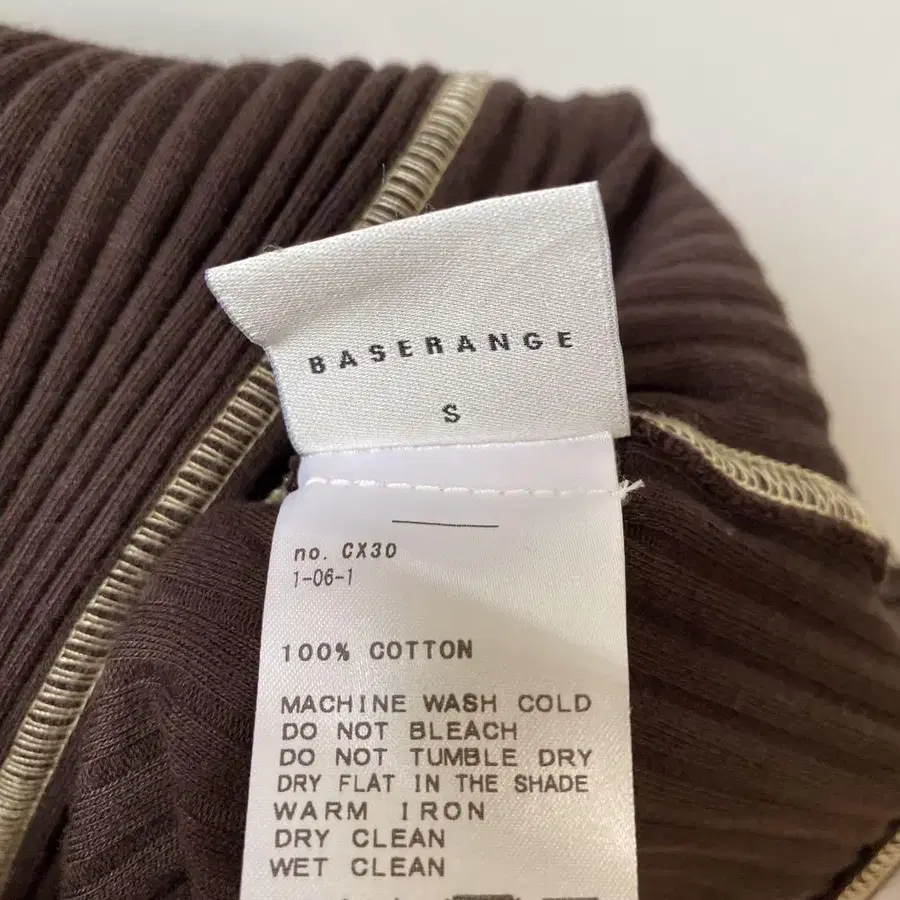 BASERANGE
S
no. CX30
1-06-1
100% COTTON
MACHINE WASH COLD
DO NOT BLEACH
DO NOT TUMBLE DRY
DRY FLAT IN THE SHADE
WARM IRON
DRY CLEAN
WET CLEAN